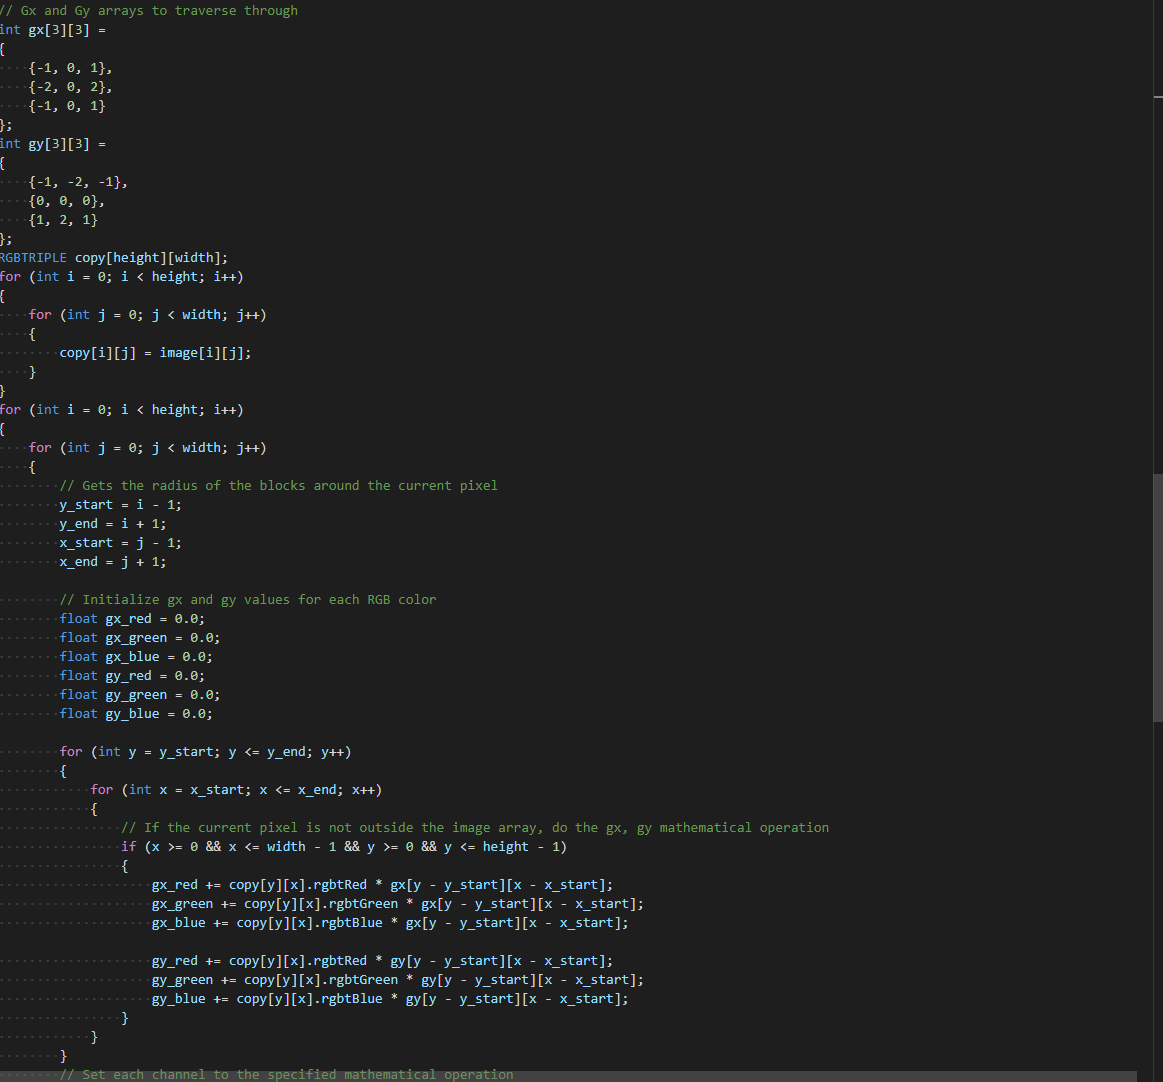 // Gx and Gy arrays to traverse through
int gx[3][3] =
{
{-1, 0, 1},
{-2, 0, 2},
{-1, 0, 1}
};
int gy[3][3] =
{
{-1, -2, -1},
{0, 0, 0},
{1, 2, 1}
};
RGBTRIPLE copy[height][width];
for (int i = 0; i < height; i++)
{
for (int j = 0; j < width; j++)
{
copy[i][j] = image[i][j];
}
}
for (int i = 0; i < height; i++)
{
for (int j = 0; j < width; j++)
{
// Gets the radius of the blocks around the current pixel
y_start = i - 1;
y_end = i + 1;
x_start = j - 1;
x_end = j + 1;
// Initialize gx and gy values for each RGB color
float gx_red = 0.0;
float gx_green = 0.0;
float gx_blue = 0.0;
float gy_red = 0.0;
float gy_green = 0.0;
float gy_blue = 0.0;
for (int y = y_start; y <= y_end; y++)
{
for (int x = x_start; x <= x_end; x++)
{
// If the current pixel is not outside the image array, do the gx, gy mathematical operation
if (x >= 0 && x <= width - 1 && y >= 0 && y <= height - 1)
{
gx_red += copy[y][x].rgbtRed * gx[y - y_start][x - x_start];
gx_green += copy[y][x].rgbtGreen * gx[y - y_start][x - x_start];
gx_blue += copy[y][x].rgbtBlue * gx[y - y_start][x - x_start];
gy_red += copy[y][x].rgbtRed * gy[y - y_start][x - x_start];
gy_green += copy[y][x].rgbtGreen * gy[y - y_start][x - x_start];
gy_blue += copy[y][x].rgbtBlue * gy[y - y_start][x - x_start];
}
}
}
// Set each channel to the specified mathematical operation